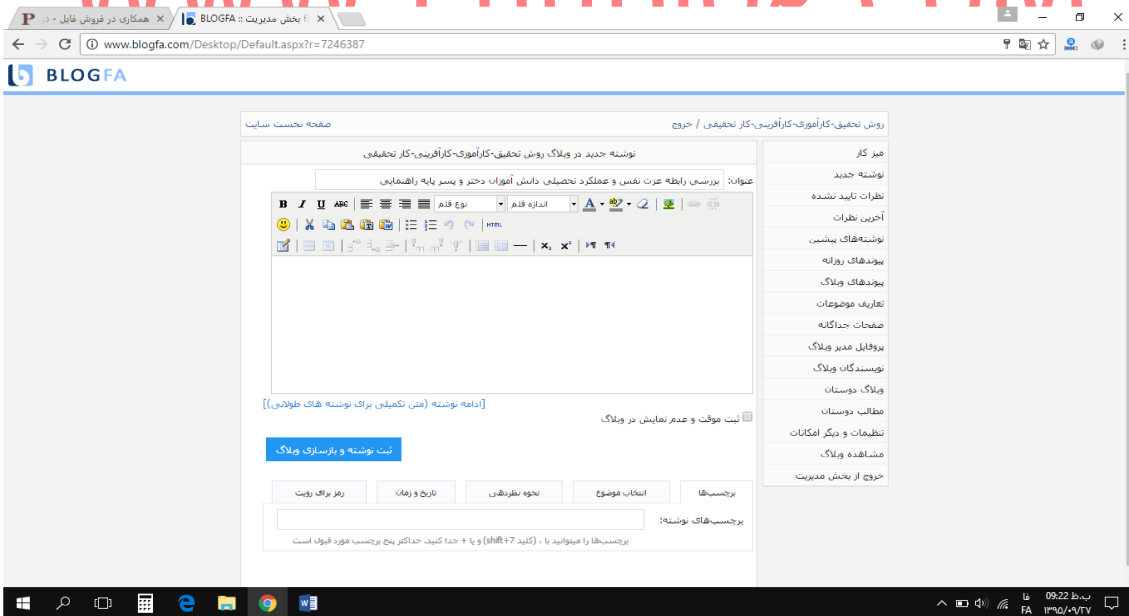 همکاری در فروش فایل - در
بخش مدیریت :: BLOGFA
www.blogfa.com/Desktop/Default.aspx?r=7246387
BLOGFA
روش تحقیق-کارآموزی-کارآفرینی-کار تحقیقی / خروج
صفحه نخست سایت
میز کار
نوشته جدید
نظرات تایید نشده
آخرین نظرات
نوشته‌های پیشین
پیوندهای روزانه
پیوندهای وبلاگ
تعاریف موضوعات
صفحات جداگانه
پروفایل مدیر وبلاگ
نویسندگان وبلاگ
وبلاگ دوستان
مطالب دوستان
تنظیمات و دیگر امکانات
مشاهده وبلاگ
خروج از بخش مدیریت
نوشته جدید در وبلاگ روش تحقیق-کارآموزی-کارآفرینی-کار تحقیقی
عنوان: بررسی رابطه عزت نفس و عملکرد تحصیلی دانش آموزان دختر و پسر پایه راهنمایی
B I U ABC نوع قلم اندازه قلم A ab
HTML
x₂ x²
[ادامه نوشته (متن تکمیلی برای نوشته های طولانی)]
ثبت موقت و عدم نمایش در وبلاگ
ثبت نوشته و بازسازی وبلاگ
برچسب‌ها
انتخاب موضوع
نحوه نظردهی
تاریخ و زمان
رمز برای رویت
برچسب‌های نوشته:
برچسب‌ها را میتوانید با ، (کلید shift+7) و یا + جدا کنید. حداکثر پنج برچسب مورد قبول است
فا
FA
09:22 ب.ظ
۱۳۹۵/۰۹/۲۷